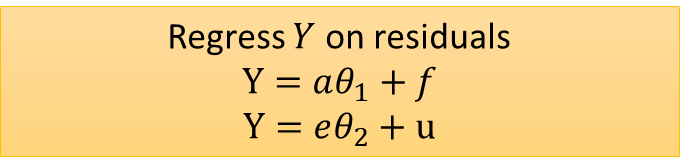 Regress Y on residuals
Y = aθ₁ + f
Y = eθ₂ + u